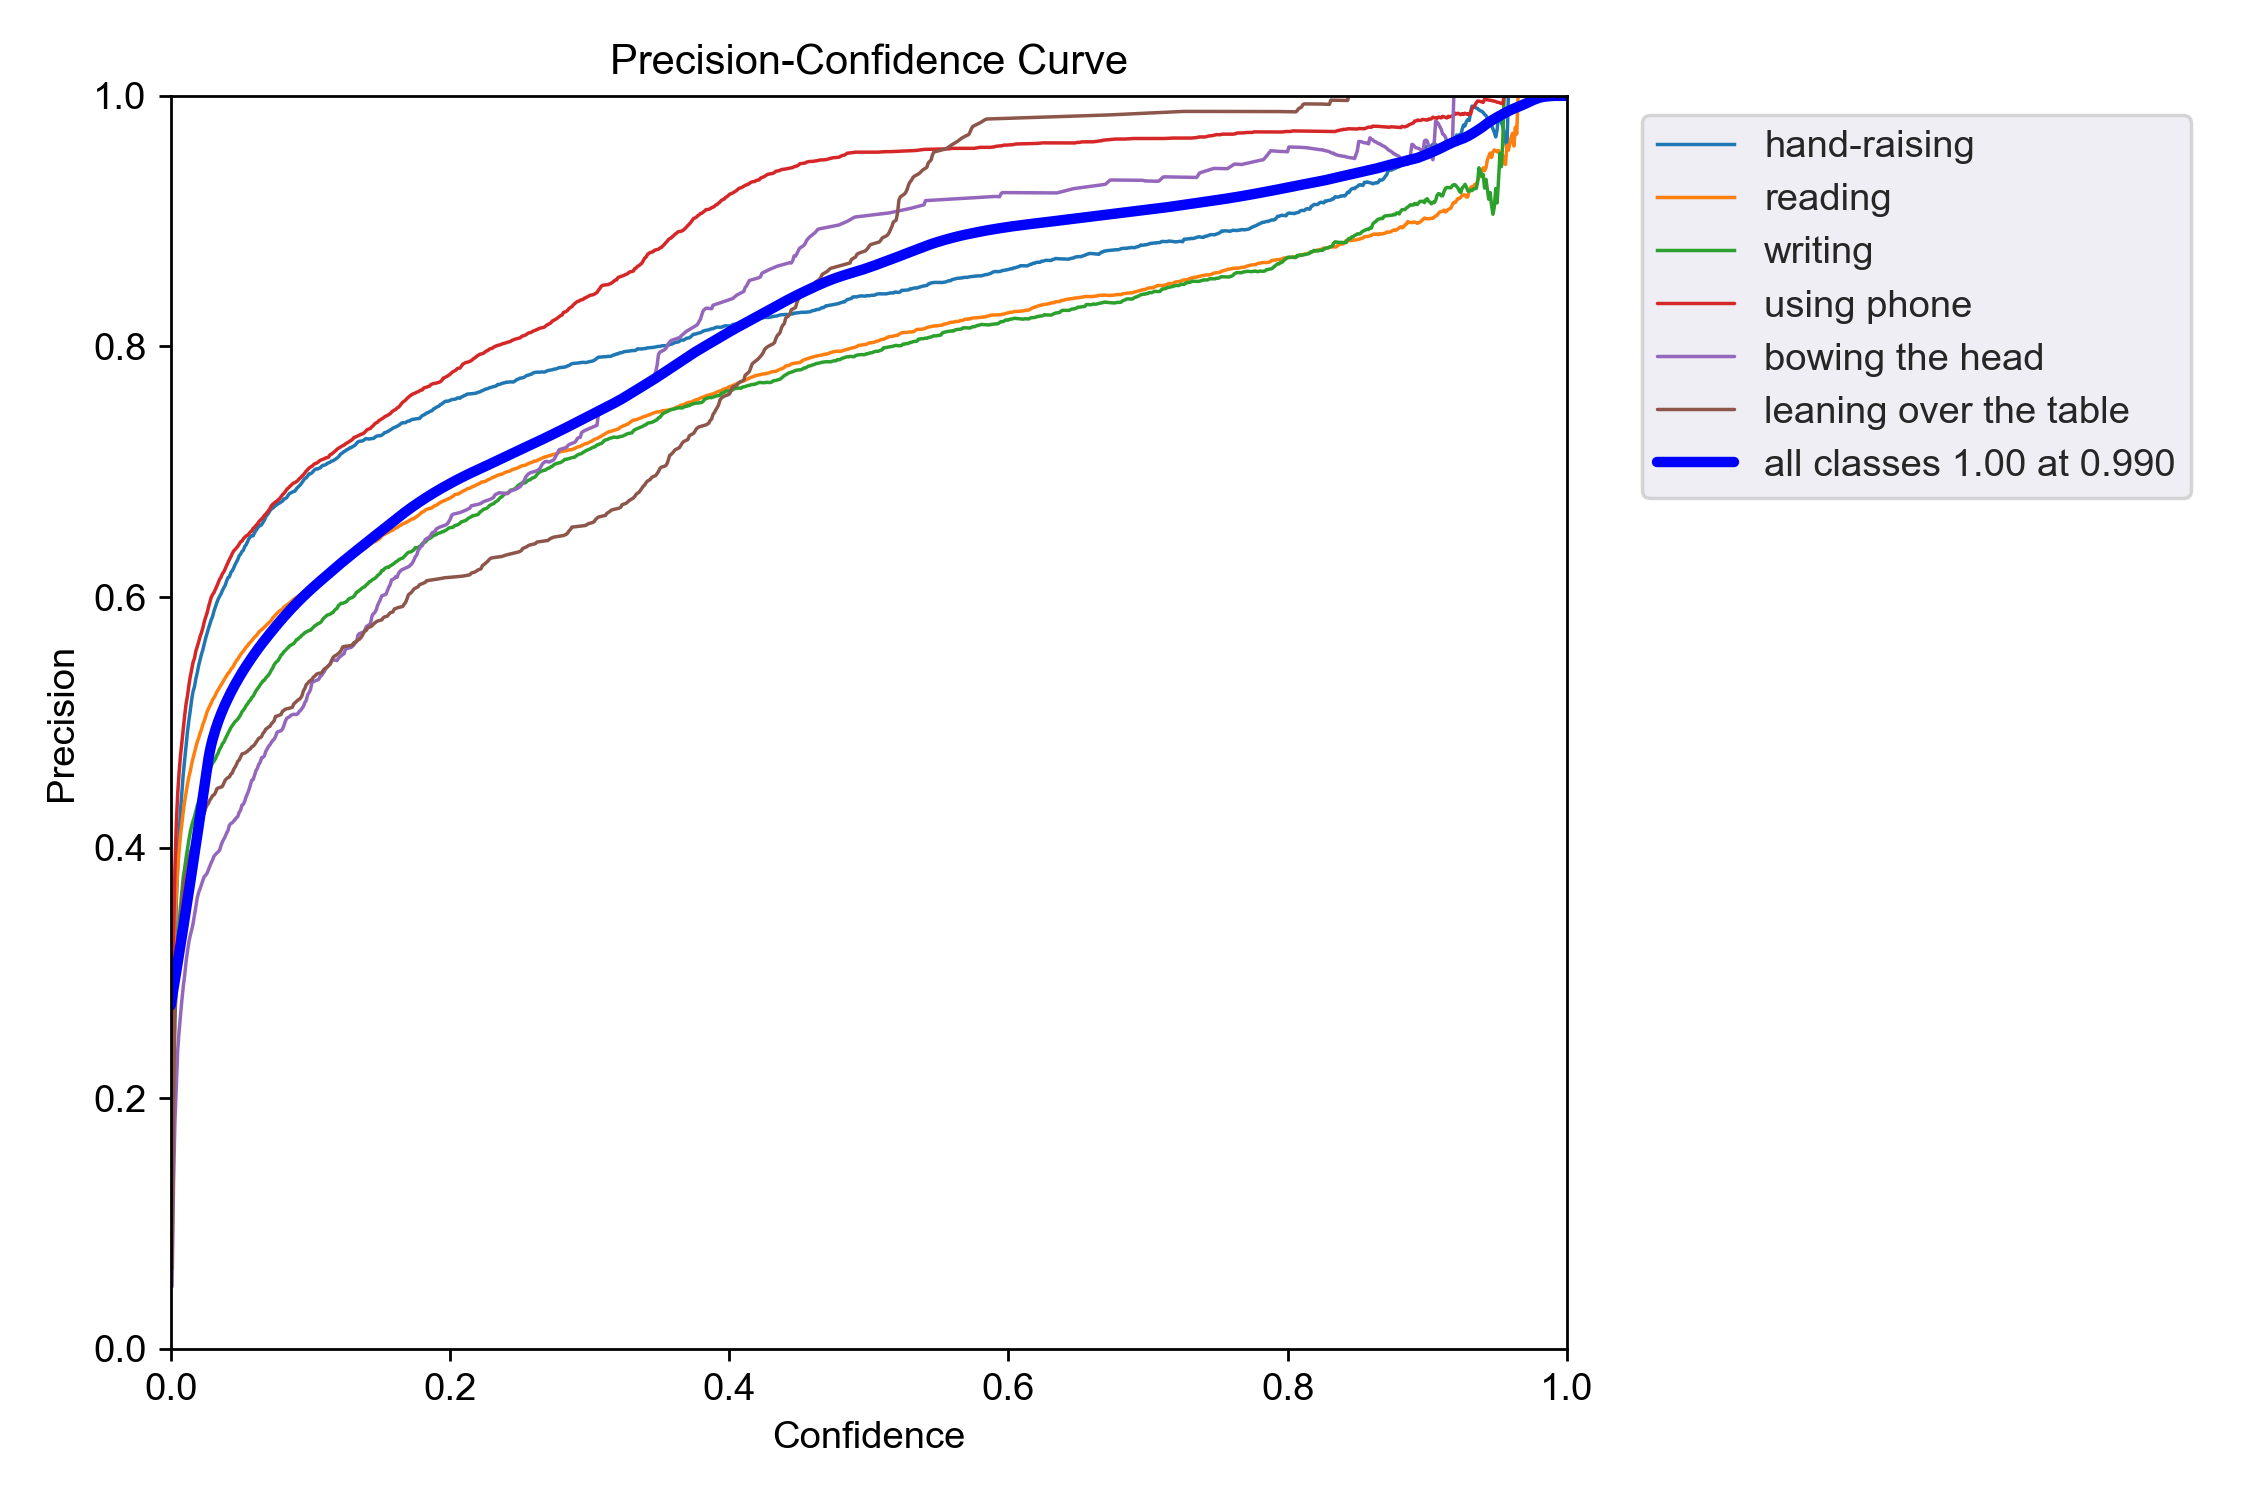 Precision-Confidence Curve
1.0
0.8
0.6
0.4
0.2
0.0
Precision
0.0 0.2 0.4 0.6 0.8 1.0
Confidence
hand-raising
reading
writing
using phone
bowing the head
leaning over the table
all classes 1.00 at 0.990